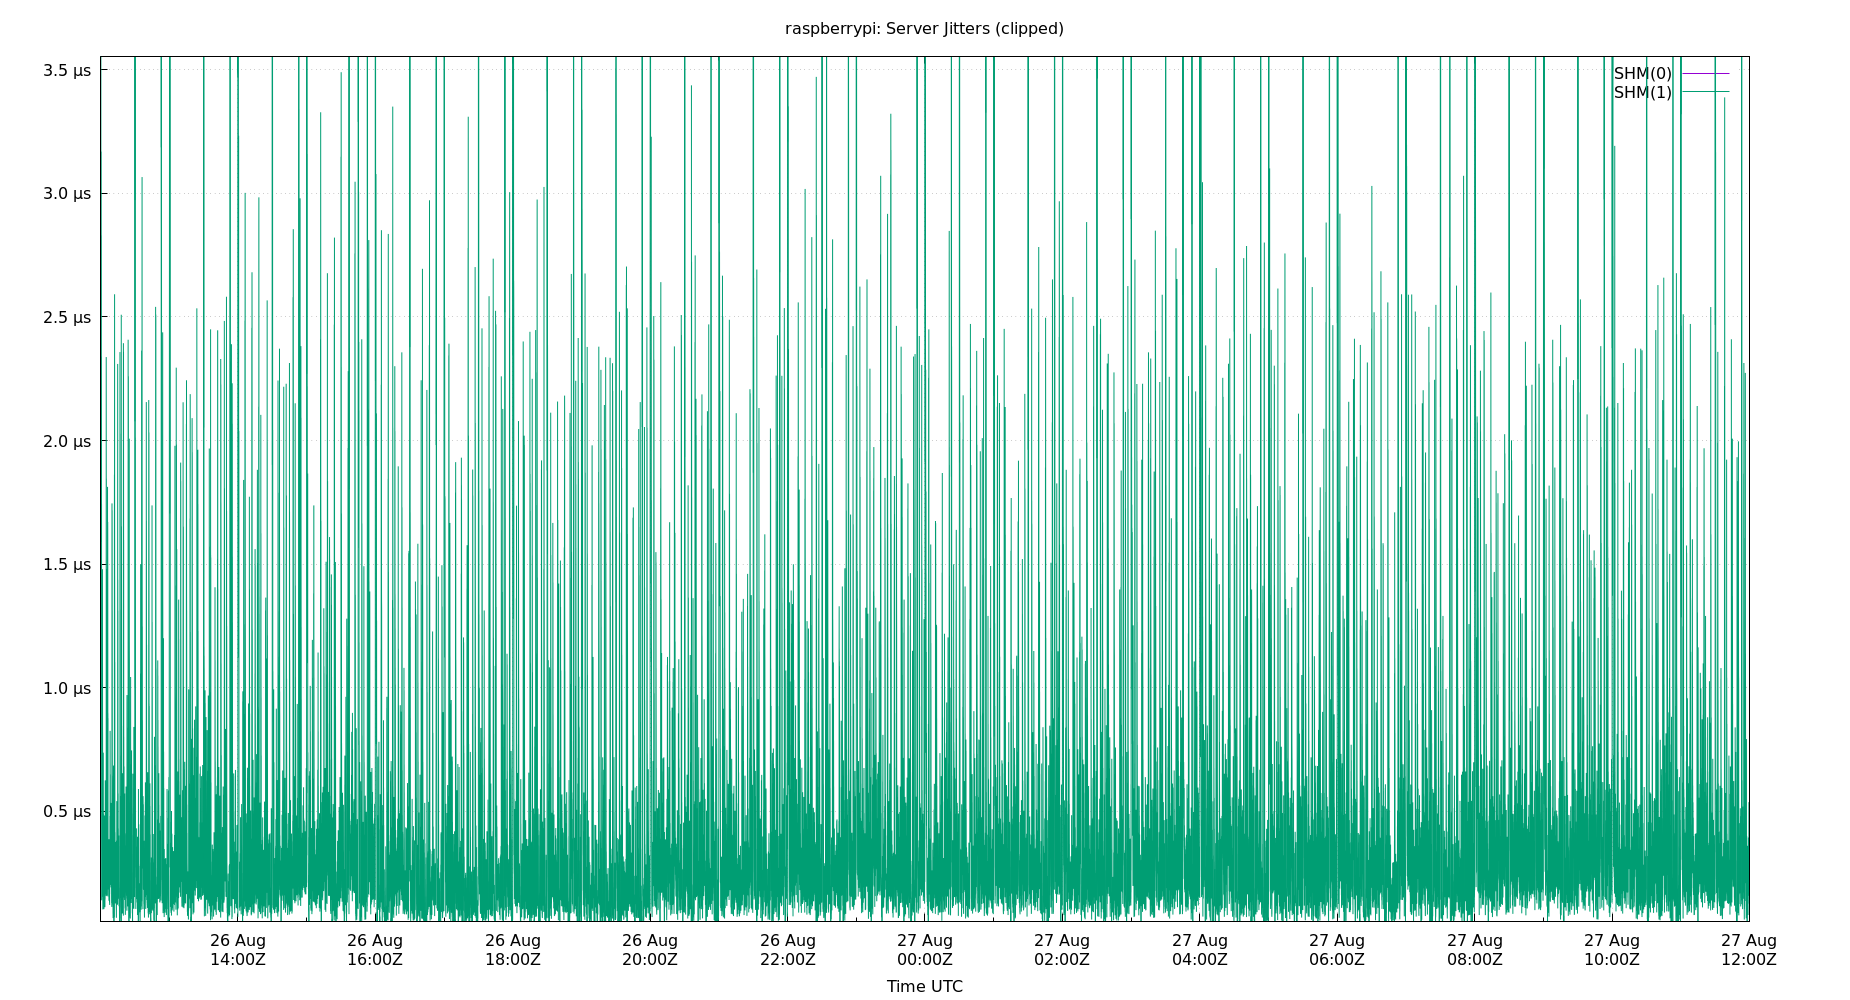 raspberrypi: Server Jitters (clipped)
3.5 µs
3.0 µs
2.5 µs
2.0 µs
1.5 µs
1.0 µs
0.5 µs
SHM(0)
SHM(1)
26 Aug 26 Aug 26 Aug 26 Aug 26 Aug 27 Aug 27 Aug 27 Aug 27 Aug 27 Aug 27 Aug 27 Aug
14:00Z 16:00Z 18:00Z 20:00Z 22:00Z 00:00Z 02:00Z 04:00Z 06:00Z 08:00Z 10:00Z 12:00Z
Time UTC